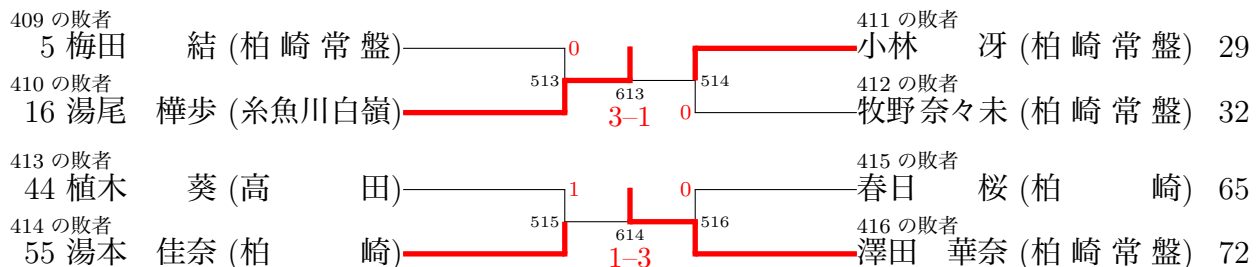 409 の敗者
5 梅田 結 (柏 崎 常 盤)
0
410 の敗者
16 湯尾 樺歩 (糸魚川白嶺)
513
613
3–1
411 の敗者
小林 冴 (柏 崎 常 盤) 29
514
412 の敗者
0
牧野奈々未 (柏 崎 常 盤) 32
413 の敗者
44 植木 葵 (高 田)
1
414 の敗者
55 湯本 佳奈 (柏 崎)
515
614
1–3
415 の敗者
0
春日 桜 (柏 崎) 65
516
416 の敗者
澤田 華奈 (柏 崎 常 盤) 72